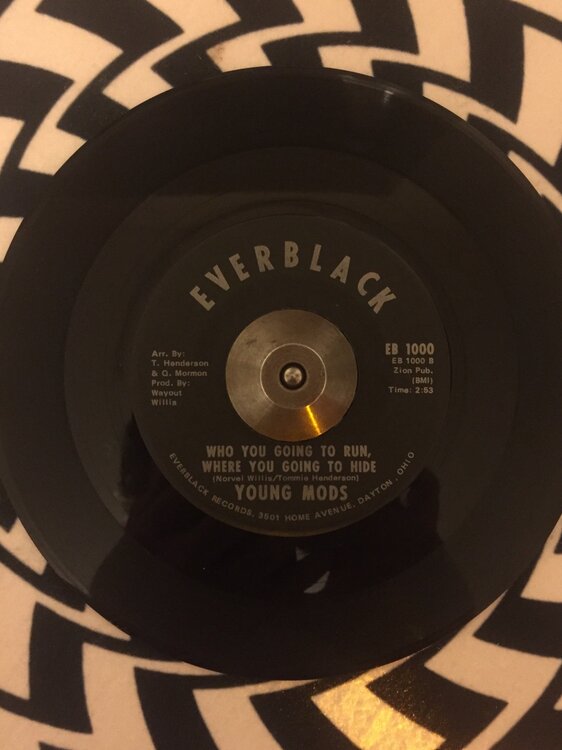 EVERBLACK
Arr. By:
T. Henderson
& Q. Mormon
Prod. By:
Wayout
Willis
EB 1000
EB 1000 B
Zion Pub.
(BMI)
Time: 2:53
WHO YOU GOING TO RUN,
WHERE YOU GOING TO HIDE
(Norvel Willis/Tommie Henderson)
YOUNG MODS
EVERBLACK RECORDS, 3501 HOME AVENUE, DAYTON, OHIO